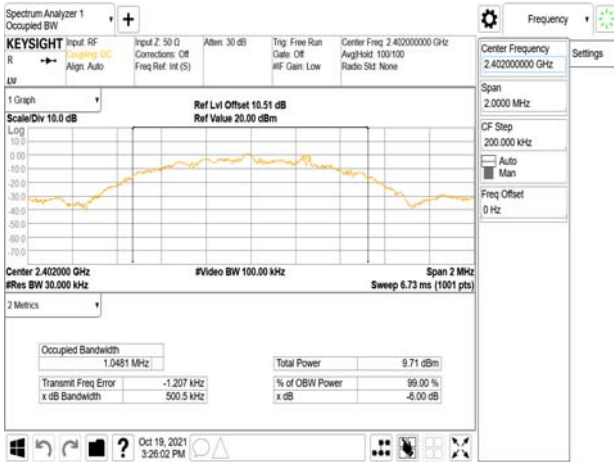 Spectrum Analyzer 1
Occupied BW
Frequency
KEYSIGHT
R
Input: RF
Coupling: DC
Align: Auto
Input Z: 50 Ω
Corrections: Off
Freq Ref: Int (S)
Atten: 30 dB
Trig: Free Run
Gate: Off
#IF Gain: Low
Center Freq: 2.402000000 GHz
Avg|Hold: 100/100
Radio Std: None
Center Frequency
2.402000000 GHz
Settings
Span
2.0000 MHz
CF Step
200.000 kHz
Auto
Man
Freq Offset
0 Hz
1 Graph
Scale/Div 10.0 dB
Ref Lvl Offset 10.51 dB
Ref Value 20.00 dBm
Log
10.0
0.00
-10.0
-20.0
-30.0
-40.0
-50.0
-60.0
-70.0
Center 2.402000 GHz
#Res BW 30.000 kHz
#Video BW 100.00 kHz
Span 2 MHz
Sweep 6.73 ms (1001 pts)
2 Metrics
Occupied Bandwidth
1.0481 MHz
Total Power 9.71 dBm
Transmit Freq Error -1.207 kHz
% of OBW Power 99.00 %
x dB Bandwidth 500.5 kHz
x dB -6.00 dB
?
Oct 19, 2021
3:26:02 PM